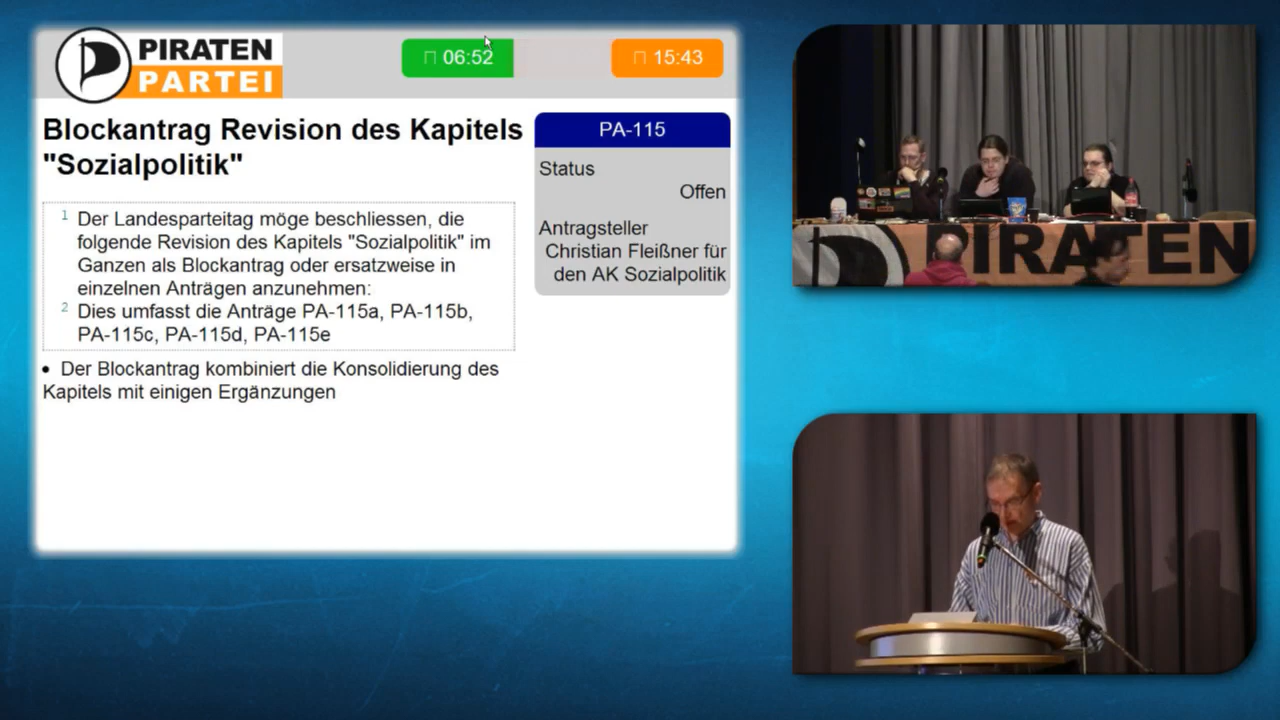 PIRATEN
PARTEI
06:52
15:43
Blockantrag Revision des Kapitels
"Sozialpolitik"
1 Der Landesparteitag möge beschliessen, die
folgende Revision des Kapitels "Sozialpolitik" im
Ganzen als Blockantrag oder ersatzweise in
einzelnen Anträgen anzunehmen:
2 Dies umfasst die Anträge PA-115a, PA-115b,
PA-115c, PA-115d, PA-115e
• Der Blockantrag kombiniert die Konsolidierung des
Kapitels mit einigen Ergänzungen
PA-115
Status
Offen
Antragsteller
Christian Fleißner für
den AK Sozialpolitik
PIRATEN